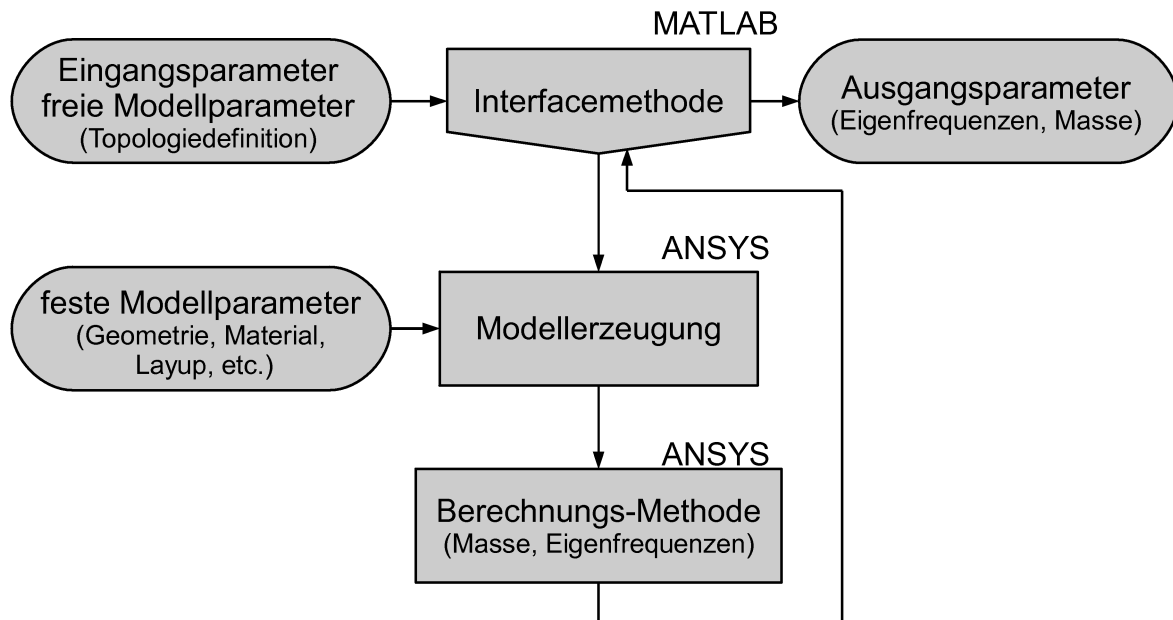 MATLAB
Eingangsparameter
freie Modellparameter
(Topologiedefinition)
Interfacemethode
Ausgangsparameter
(Eigenfrequenzen, Masse)
ANSYS
feste Modellparameter
(Geometrie, Material,
Layup, etc.)
Modellerzeugung
ANSYS
Berechnungs-Methode
(Masse, Eigenfrequenzen)